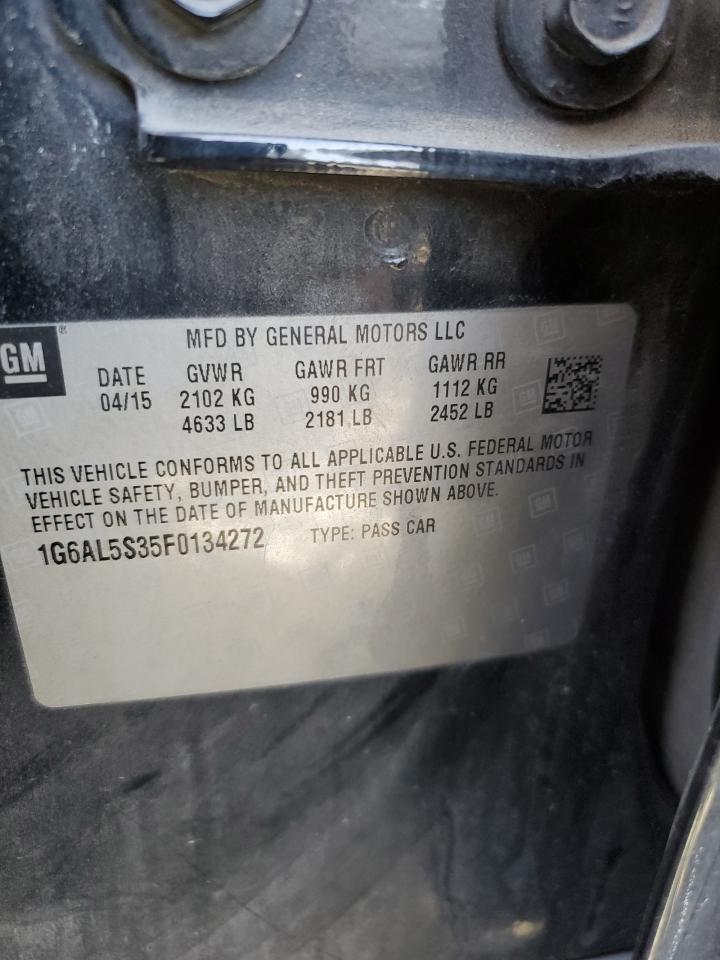 GM®
MFD BY GENERAL MOTORS LLC
DATE GVWR GAWR FRT GAWR RR
04/15 2102 KG 990 KG 1112 KG
4633 LB 2181 LB 2452 LB
THIS VEHICLE CONFORMS TO ALL APPLICABLE U.S. FEDERAL MOTOR
VEHICLE SAFETY, BUMPER, AND THEFT PREVENTION STANDARDS IN
EFFECT ON THE DATE OF MANUFACTURE SHOWN ABOVE.
1G6AL5S35F0134272 TYPE: PASS CAR